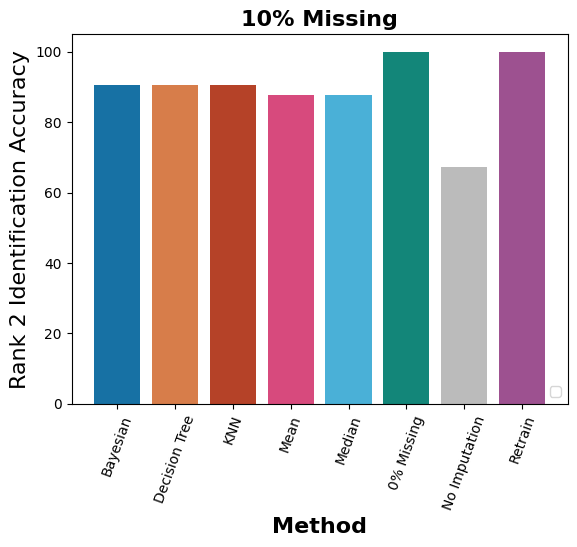 10% Missing
Rank 2 Identification Accuracy
100
80
60
40
20
0
Bayesian
Decision Tree
KNN
Mean
Median
0% Missing
No Imputation
Retrain
Method